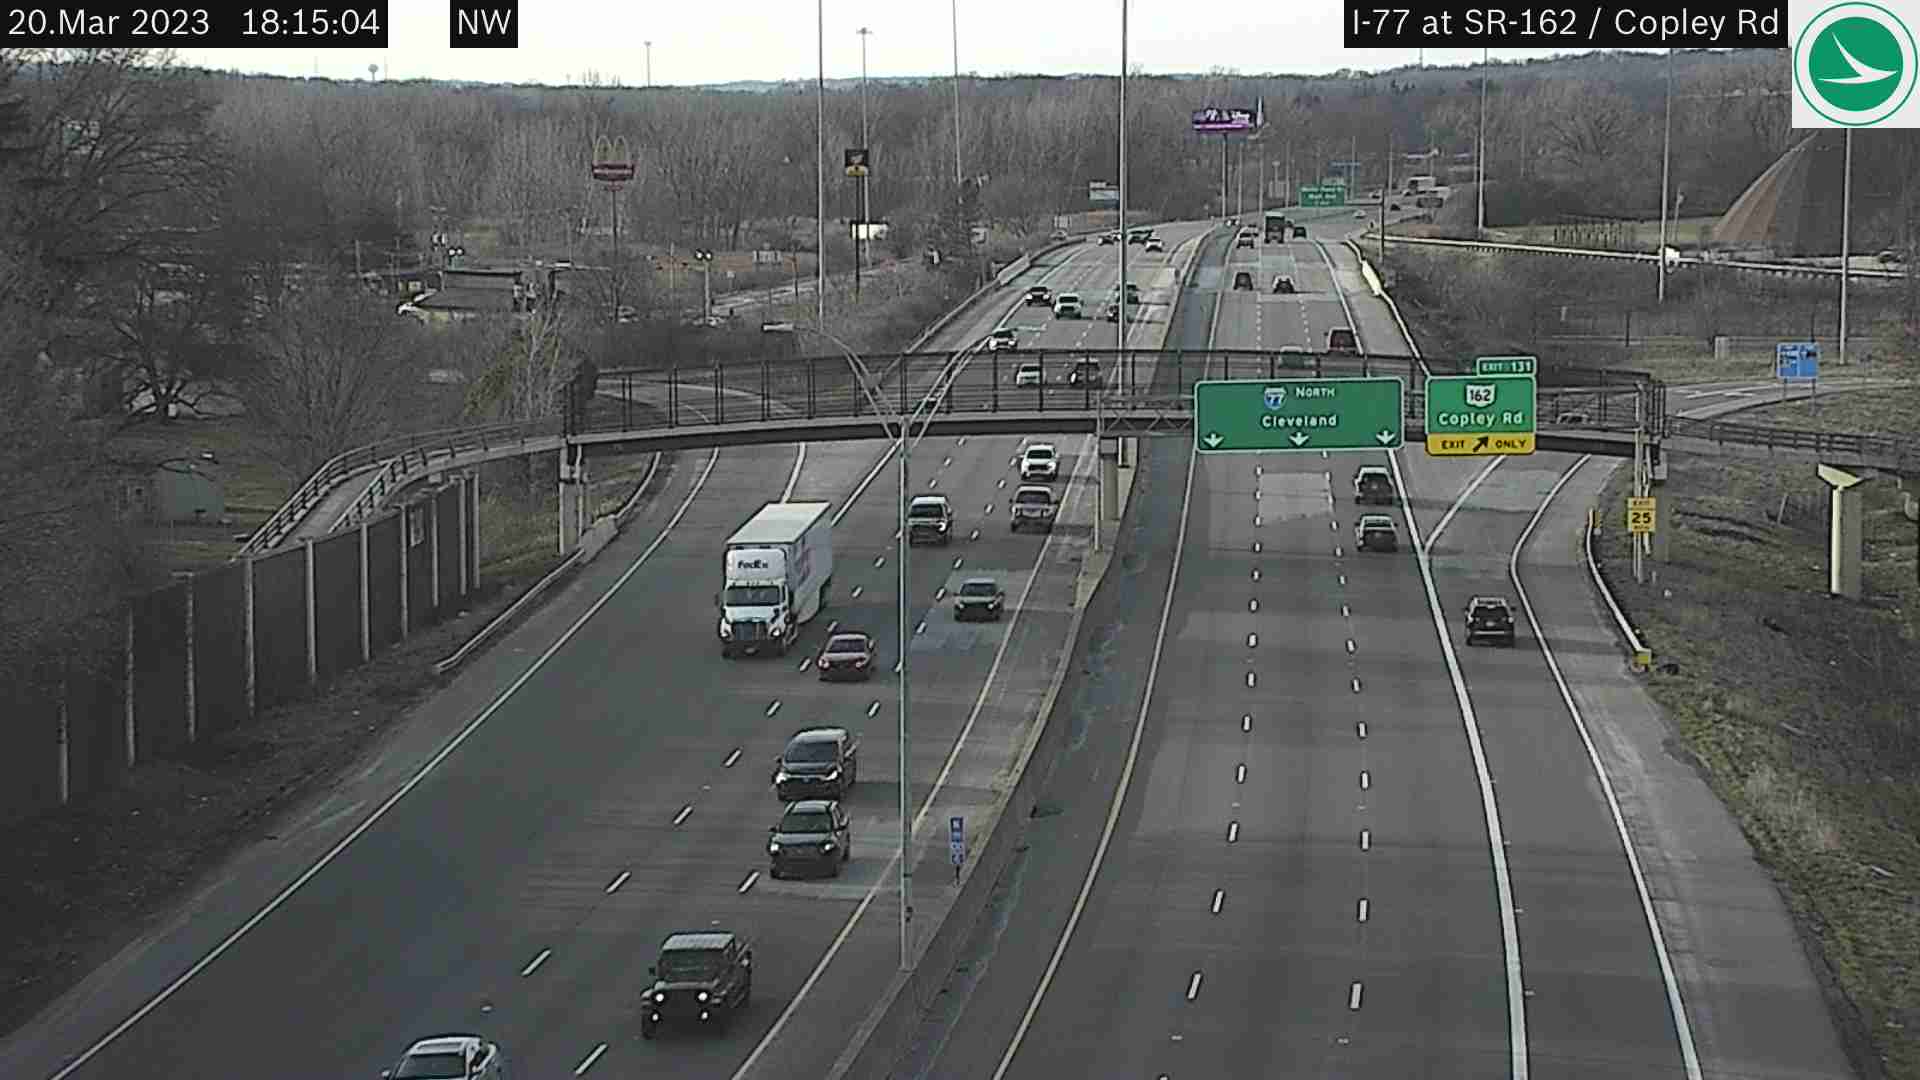 20.Mar 2023 18:15:04
NW
I-77 at SR-162 / Copley Rd
EXIT 131
77 NORTH
Cleveland
162
Copley Rd
EXIT ONLY
EXIT
25
FedEx